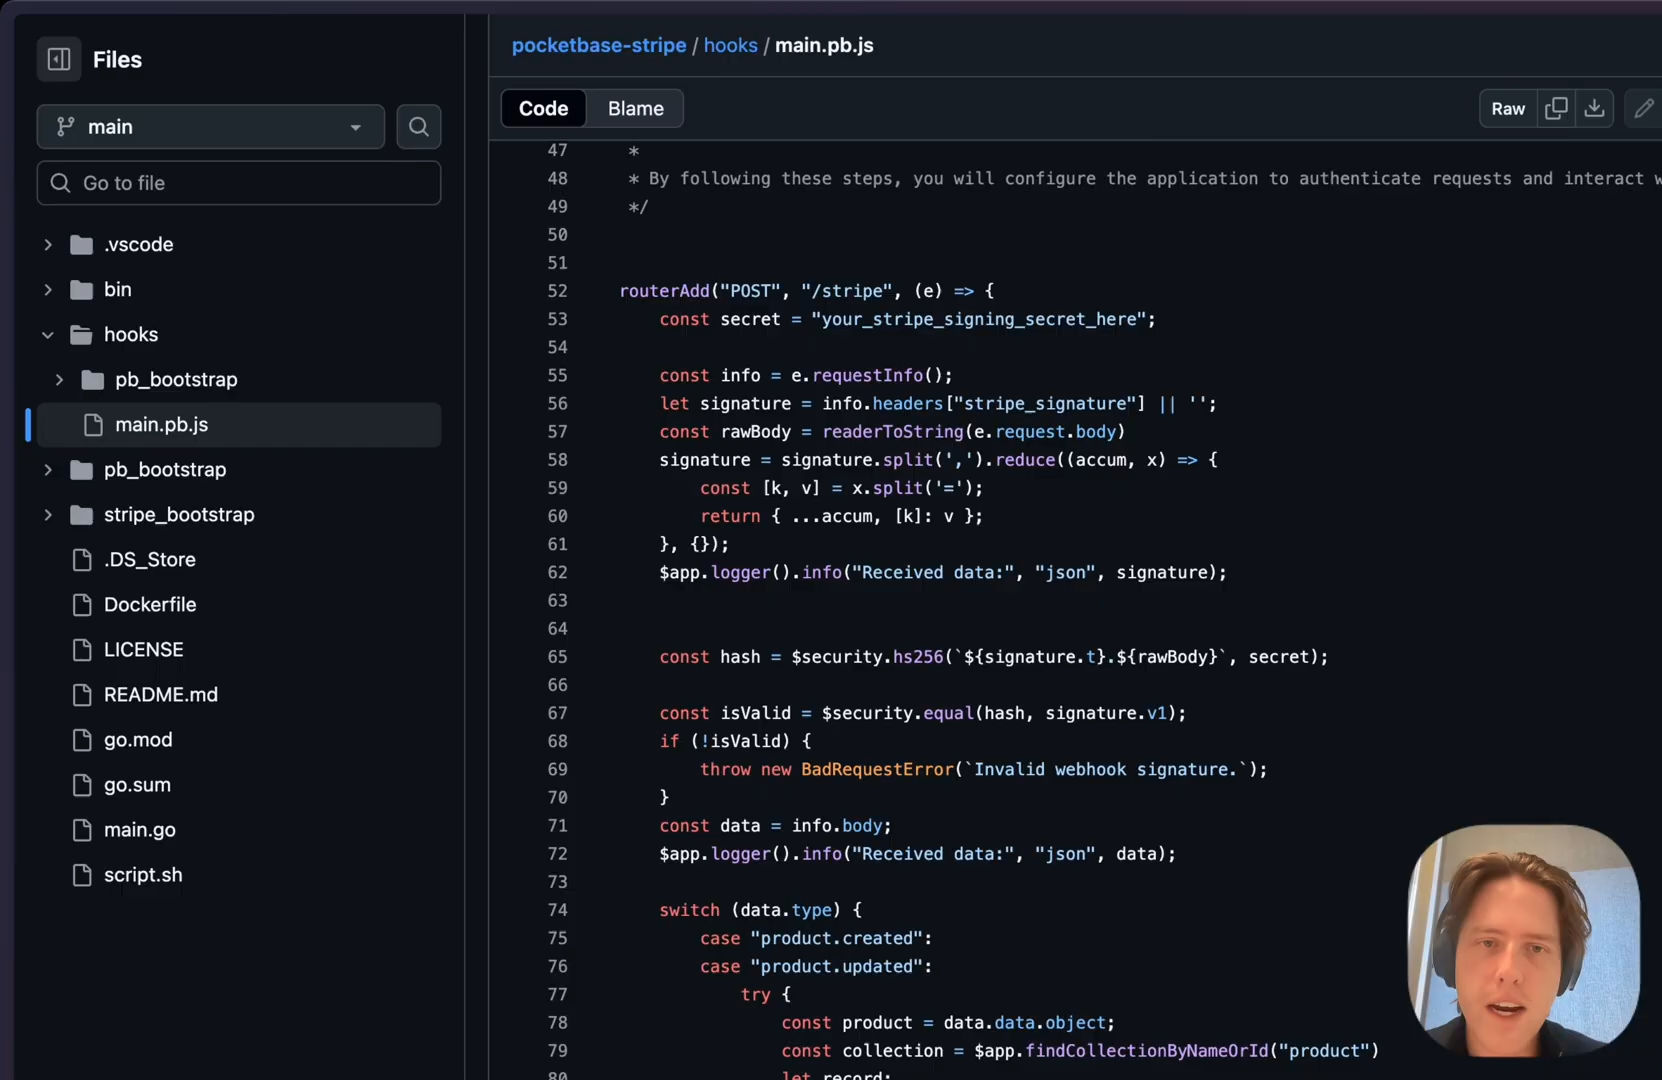 Files
main
Go to file
.vscode
bin
hooks
pb_bootstrap
main.pb.js
pb_bootstrap
stripe_bootstrap
.DS_Store
Dockerfile
LICENSE
README.md
go.mod
go.sum
main.go
script.sh
pocketbase-stripe / hooks / main.pb.js
Code Blame Raw
47 *
48 * By following these steps, you will configure the application to authenticate requests and interact
49 */
50
51
52 routerAdd("POST", "/stripe", (e) => {
53 const secret = "your_stripe_signing_secret_here";
54
55 const info = e.requestInfo();
56 let signature = info.headers["stripe_signature"] || '';
57 const rawBody = readerToString(e.request.body)
58 signature = signature.split(',').reduce((accum, x) => {
59 const [k, v] = x.split('=');
60 return { ...accum, [k]: v };
61 }, {});
62 $app.logger().info("Received data:", "json", signature);
63
64
65 const hash = $security.hs256(`${signature.t}.${rawBody}`, secret);
66
67 const isValid = $security.equal(hash, signature.v1);
68 if (!isValid) {
69 throw new BadRequestError(`Invalid webhook signature.`);
70 }
71 const data = info.body;
72 $app.logger().info("Received data:", "json", data);
73
74 switch (data.type) {
75 case "product.created":
76 case "product.updated":
77 try {
78 const product = data.data.object;
79 const collection = $app.findCollectionByNameOrId("product")
80 let record;